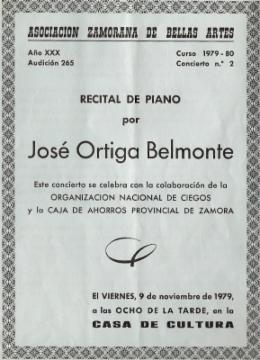 ASOCIACION ZAMORANA DE BELLAS ARTES
Año XXX Curso 1979-80
Audición 265 Concierto n.º 2
RECITAL DE PIANO
por
José Ortiga Belmonte
Este concierto se celebra con la colaboración de la
ORGANIZACION NACIONAL DE CIEGOS
y la CAJA DE AHORROS PROVINCIAL DE ZAMORA
El VIERNES, 9 de noviembre de 1979,
a las OCHO DE LA TARDE, en la
CASA DE CULTURA